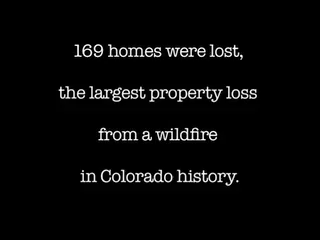 169 homes were lost,
the largest property loss
from a wildfire
in Colorado history.